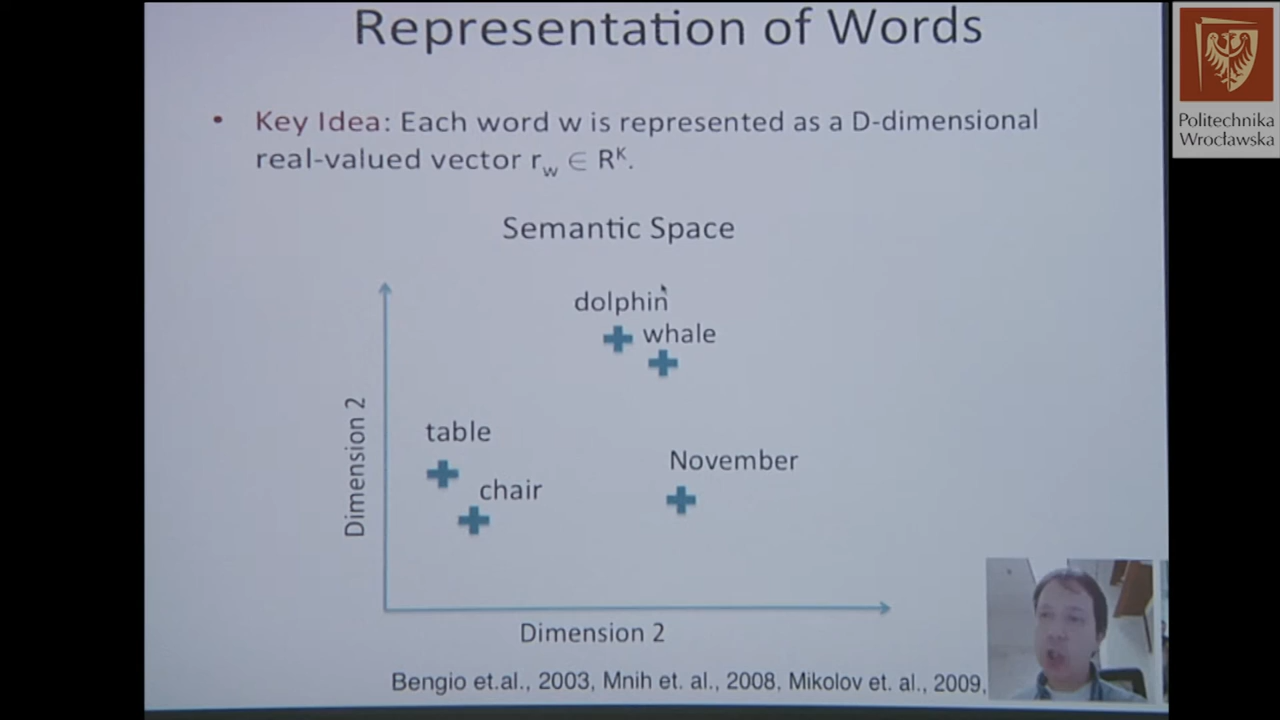 Representation of Words
Politechnika
Wrocławska
• Key Idea: Each word w is represented as a D-dimensional
real-valued vector r_w ∈ R^K.
Semantic Space
dolphin
whale
table
chair
November
Dimension 2
Dimension 2
Bengio et.al., 2003, Mnih et. al., 2008, Mikolov et. al., 2009,